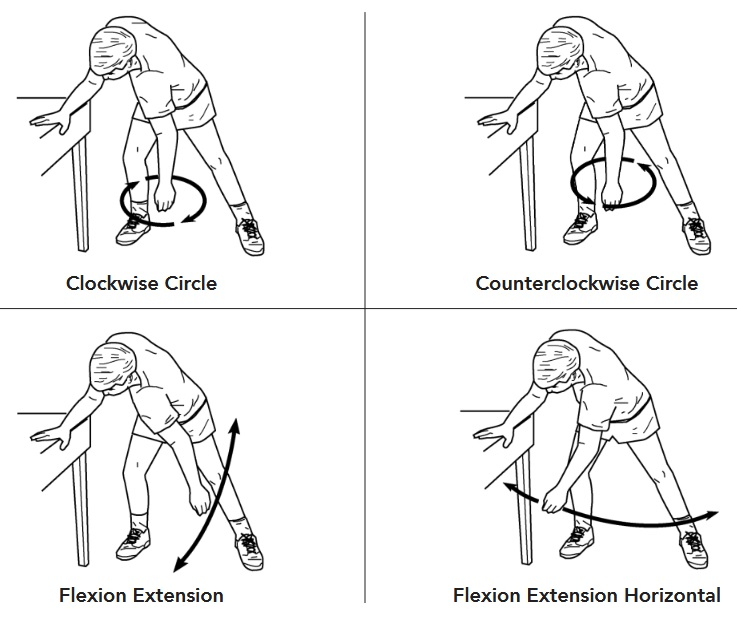 Clockwise Circle
Counterclockwise Circle
Flexion Extension
Flexion Extension Horizontal